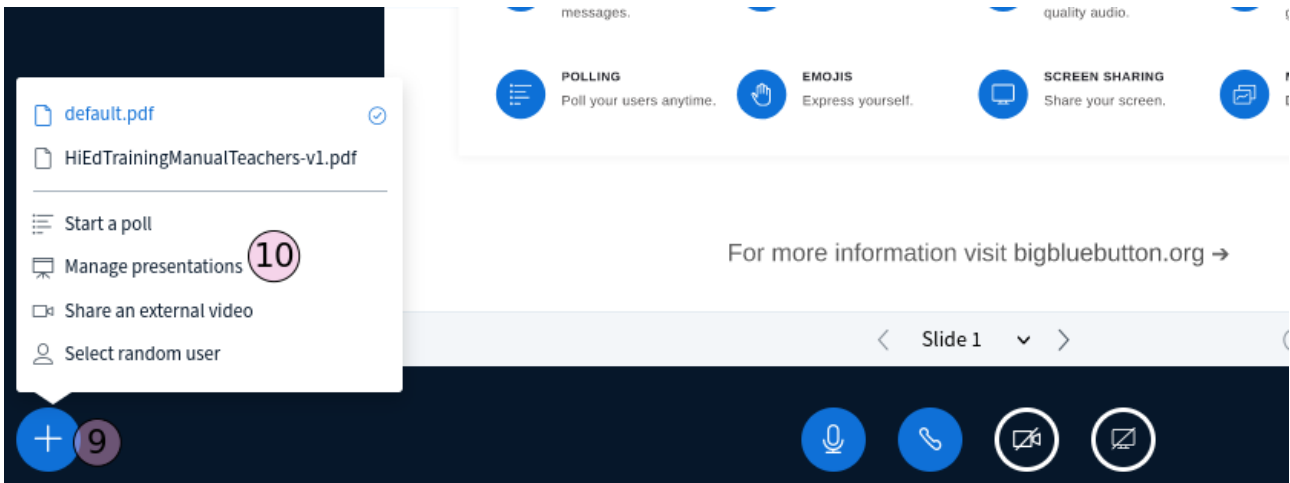 messages.
quality audio.
POLLING
Poll your users anytime.
EMOJIS
Express yourself.
SCREEN SHARING
Share your screen.
default.pdf
HiEdTrainingManualTeachers-v1.pdf
Start a poll
Manage presentations
10
Share an external video
Select random user
For more information visit bigbluebutton.org ➔
Slide 1
9